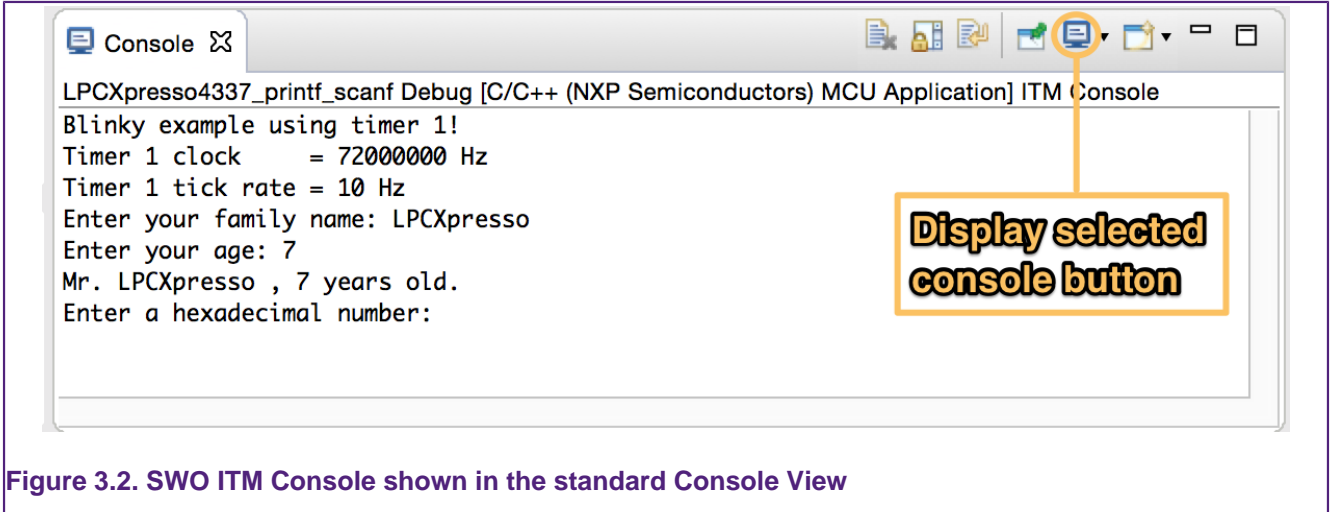 Console
LPCXpresso4337_printf_scanf Debug [C/C++ (NXP Semiconductors) MCU Application] ITM Console
Blinky example using timer 1!
Timer 1 clock     = 72000000 Hz
Timer 1 tick rate = 10 Hz
Enter your family name: LPCXpresso
Enter your age: 7
Mr. LPCXpresso , 7 years old.
Enter a hexadecimal number:
Display selected
console button
Figure 3.2. SWO ITM Console shown in the standard Console View